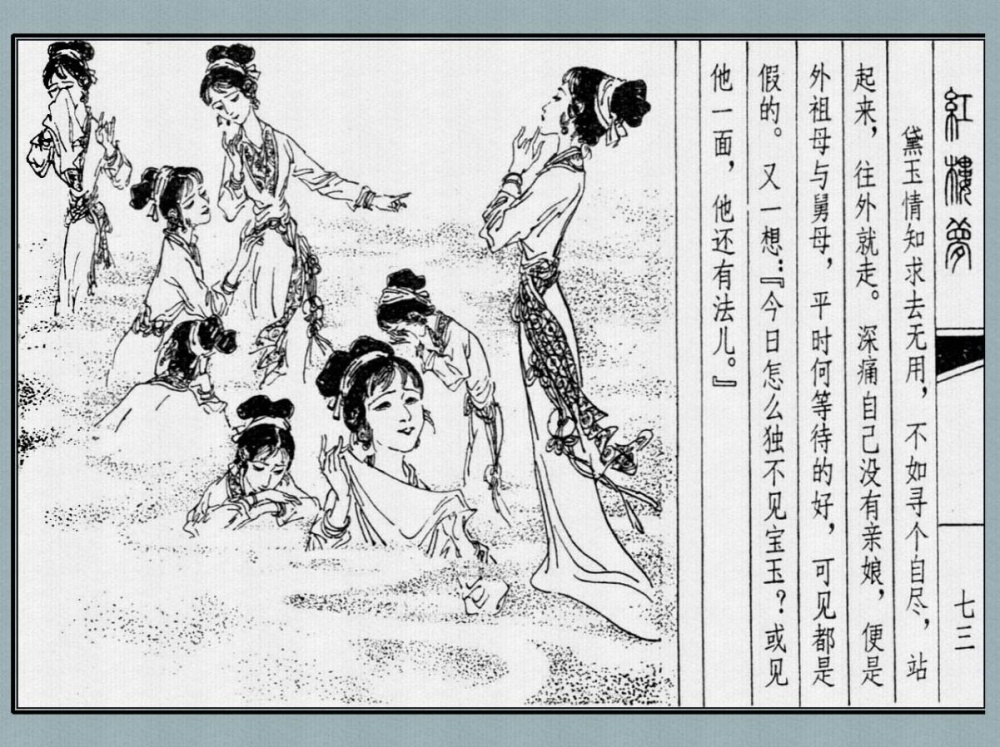 紅樓夢
七三
黛玉情知求去无用，不如寻个自尽，站
起来，往外就走。深痛自己没有亲娘，便是
外祖母与舅母，平时何等待的好，可见都是
假的。又一想：『今日怎么独不见宝玉？或见
他一面，他还有法儿。』